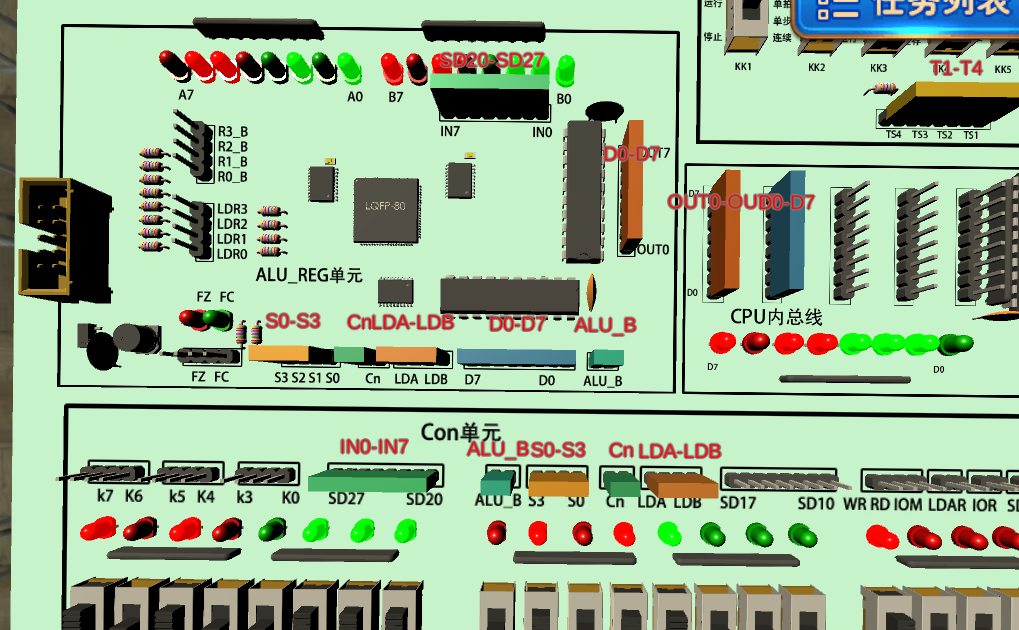 运行
单拍
单步
停止
连续
任务列表
KK1
KK2
KK3
KK5
T1-T4
TS4 TS3 TS2 TS1
SD20-SD27
A7
A0
B7
B0
IN7
IN0
R3_B
R2_B
R1_B
R0_B
LQFP-80
D0-D7
OUT7
LDR3
LDR2
LDR1
LDR0
OUT0
ALU_REG单元
FZ FC
S0-S3
CnLDA-LDB
D0-D7
ALU_B
FZ FC
S3 S2 S1 S0
Cn
LDA LDB
D7
D0
ALU_B
D7
OUT0-OUD0-D7
D0
CPU内总线
D7
D0
Con单元
IN0-IN7
ALU_BS0-S3
Cn LDA-LDB
k7 K6
k5 K4
k3 K0
SD27
SD20
ALU_B
S3
S0
Cn
LDA LDB
SD17
SD10
WR RD IOM
LDAR IOR